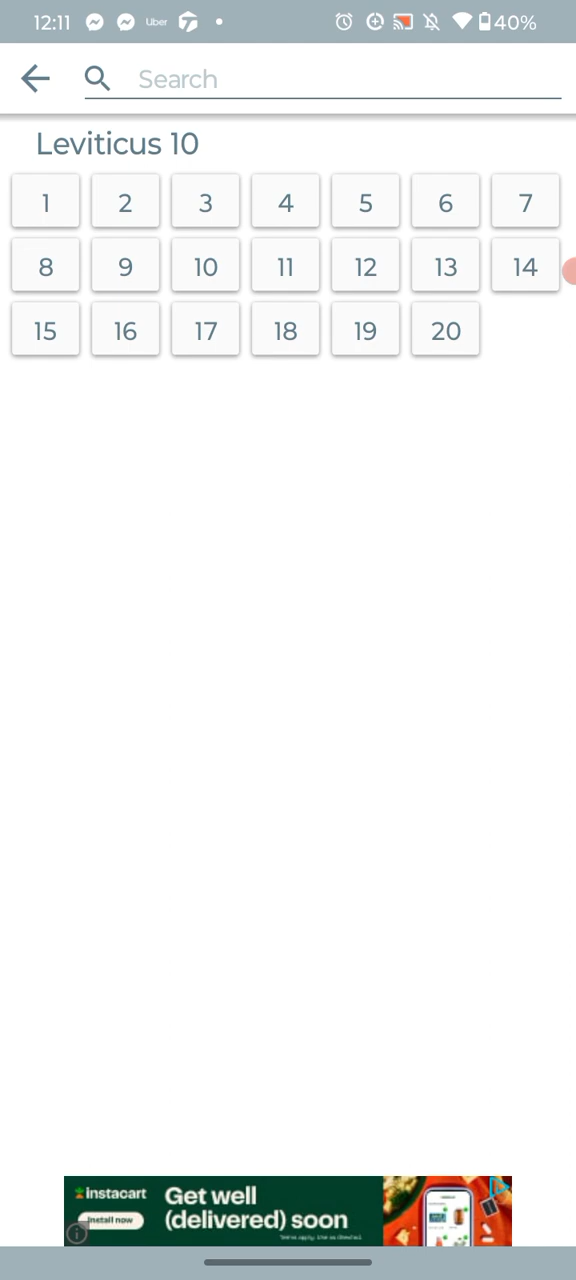 12:11 Uber 40%
Search
Leviticus 10
1 2 3 4 5 6 7
8 9 10 11 12 13 14
15 16 17 18 19 20
instacart
Install now
Get well
(delivered) soon